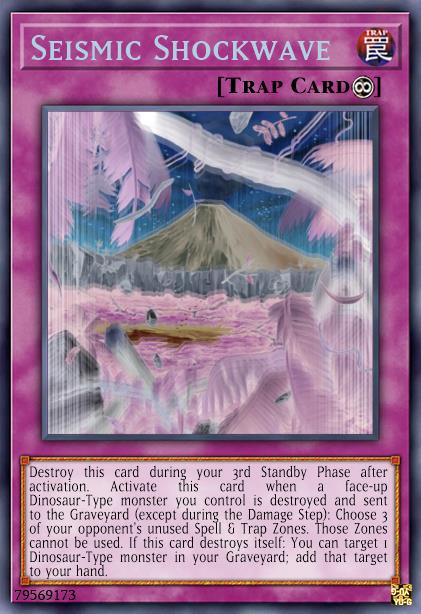 Seismic Shockwave
TRAP
罠
[Trap Card]
Destroy this card during your 3rd Standby Phase after
activation. Activate this card when a face-up
Dinosaur-Type monster you control is destroyed and sent
to the Graveyard (except during the Damage Step): Choose 3
of your opponent's unused Spell & Trap Zones. Those Zones
cannot be used. If this card destroys itself: You can target 1
Dinosaur-Type monster in your Graveyard; add that target
to your hand.
79569173